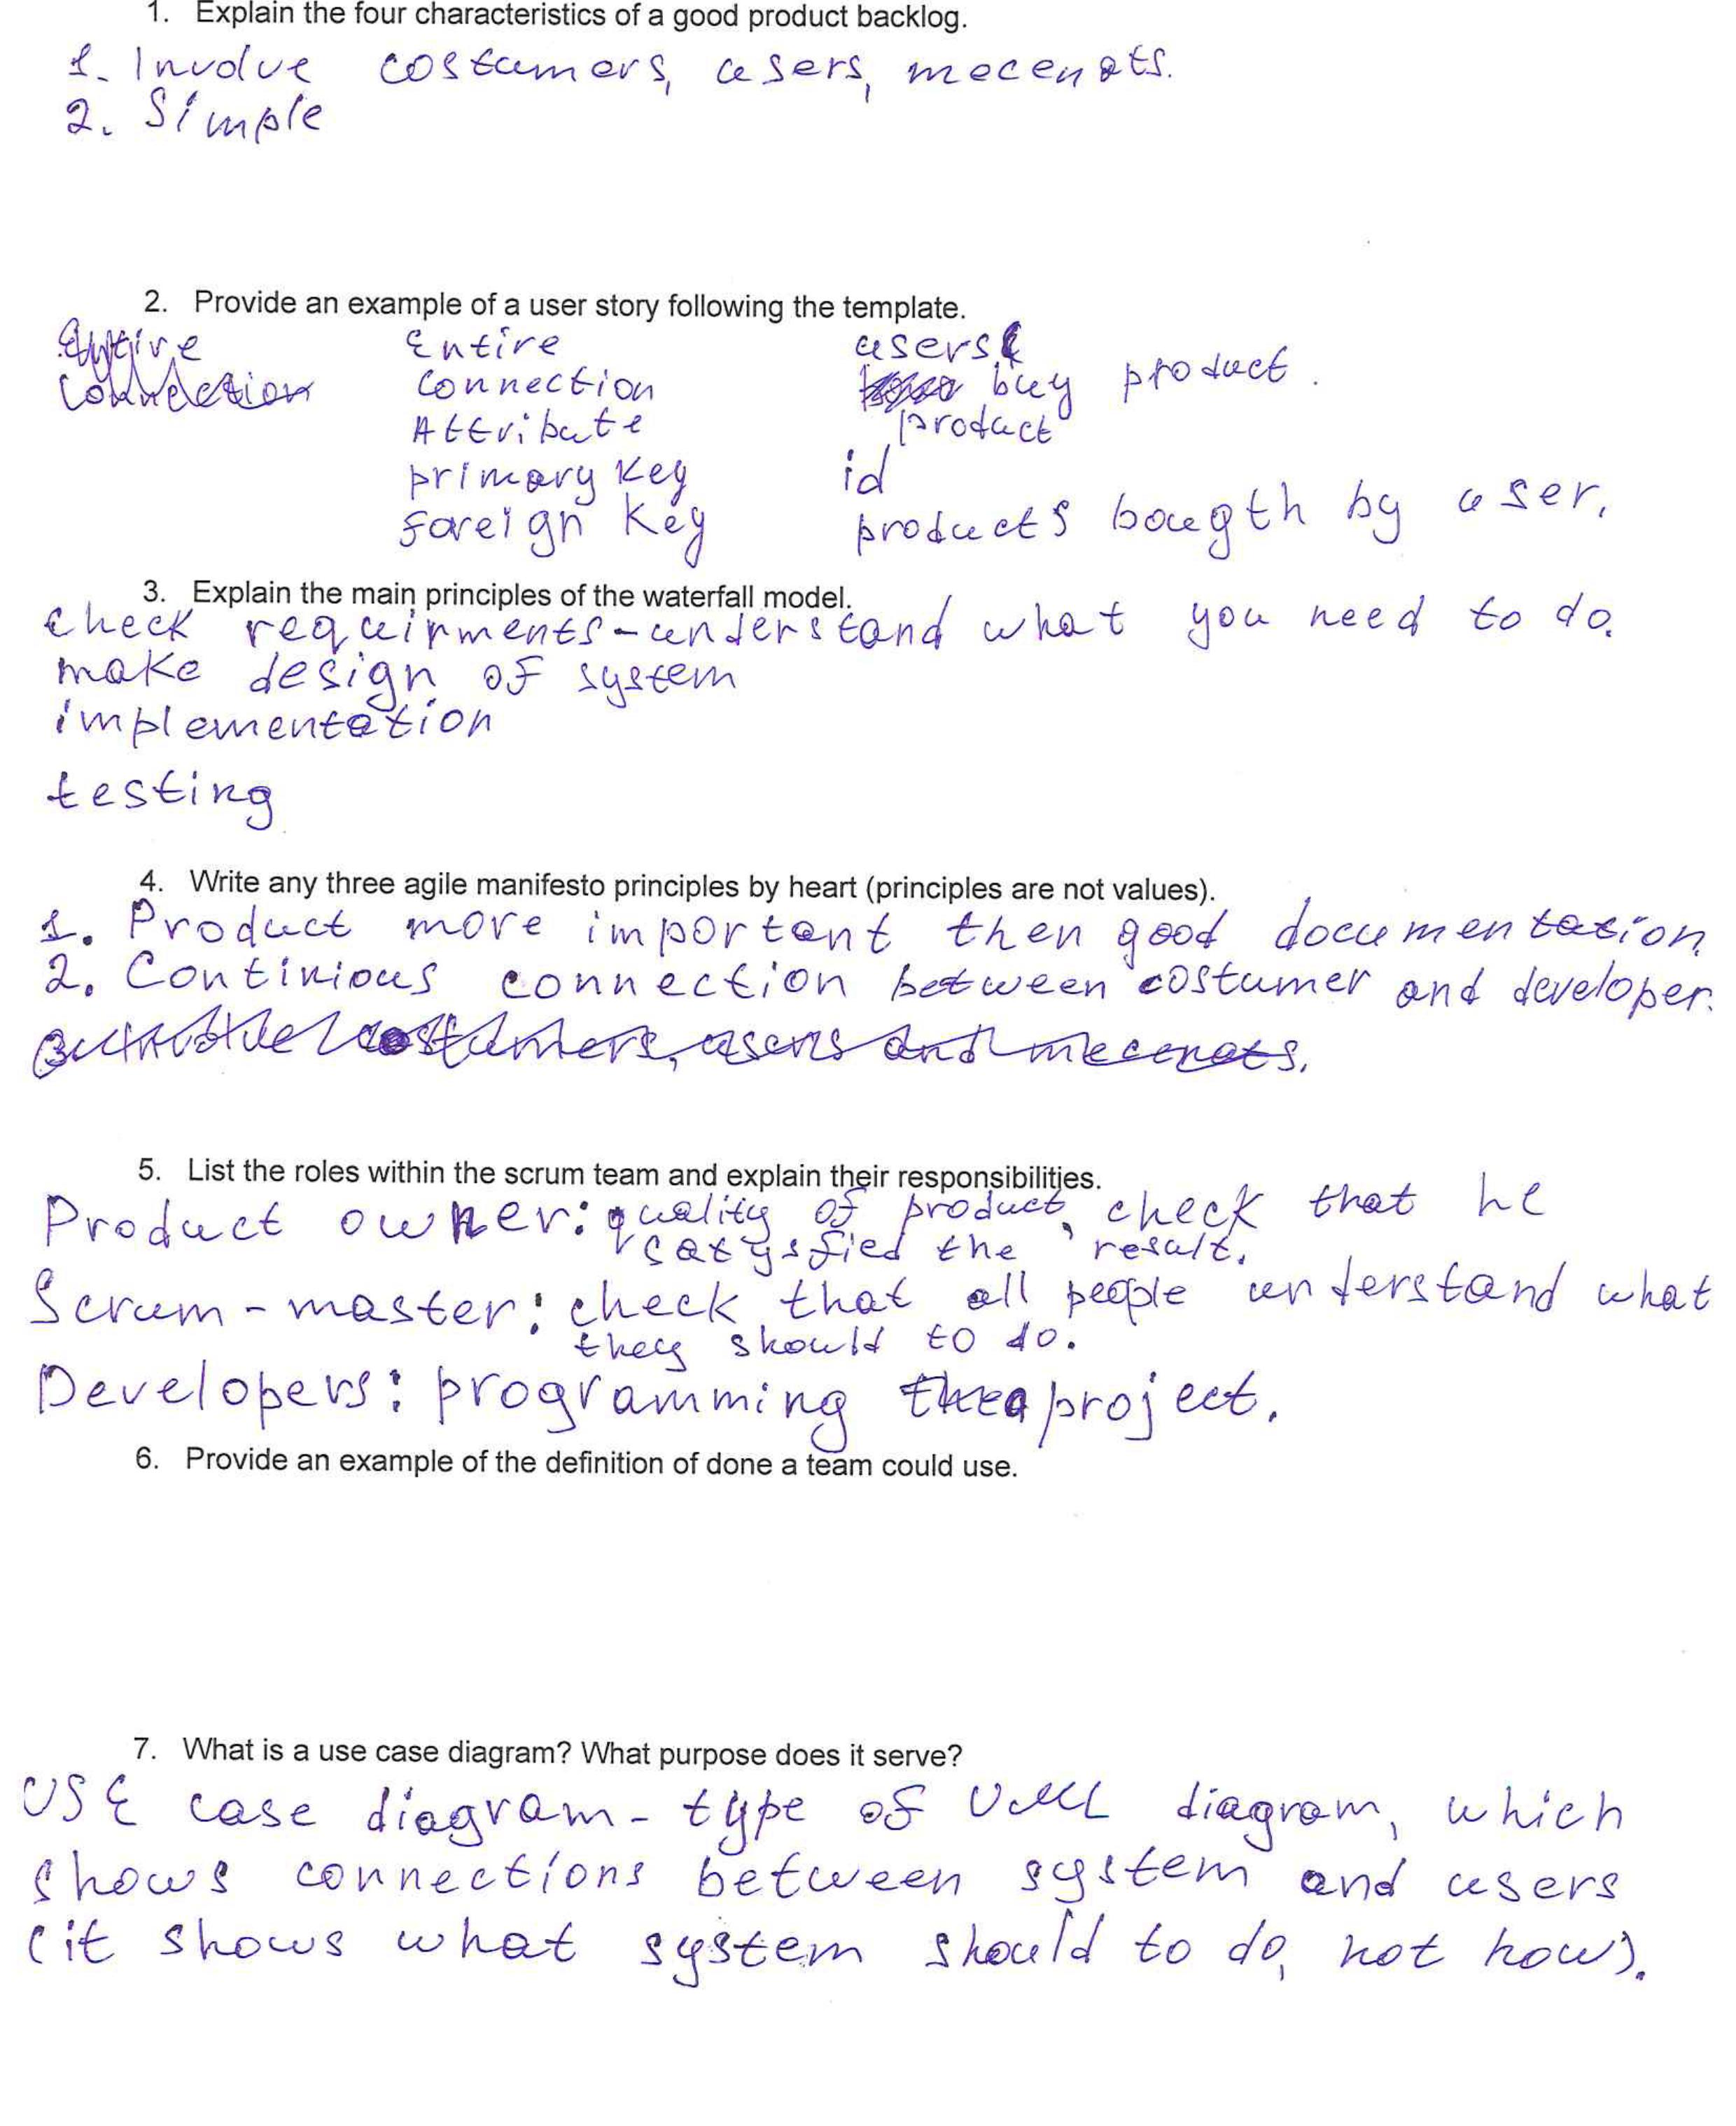 1. Explain the four characteristics of a good product backlog.
1. Involve costumers, users, mecenats.
2. Simple
2. Provide an example of a user story following the template.
Entire Entire users
Connection Connection buy product.
Attribute product
primary key id
Foreign key products bougth by user.
3. Explain the main principles of the waterfall model.
check requirments - understand what you need to do.
make design of system
implementation
testing
4. Write any three agile manifesto principles by heart (principles are not values).
1. Product more important then good documentation.
2. Continious connection between costumer and developer.
costumers, users and mecenats.
5. List the roles within the scrum team and explain their responsibilities.
Product owner: quality of product, check that he
satysfied the result.
Scrum-master: check that all people understand what
they should to do.
Developers: programming project.
6. Provide an example of the definition of done a team could use.
7. What is a use case diagram? What purpose does it serve?
USE case diagram - type of UML diagram, which
shows connections between system and users
(it shows what system should to do, not how).